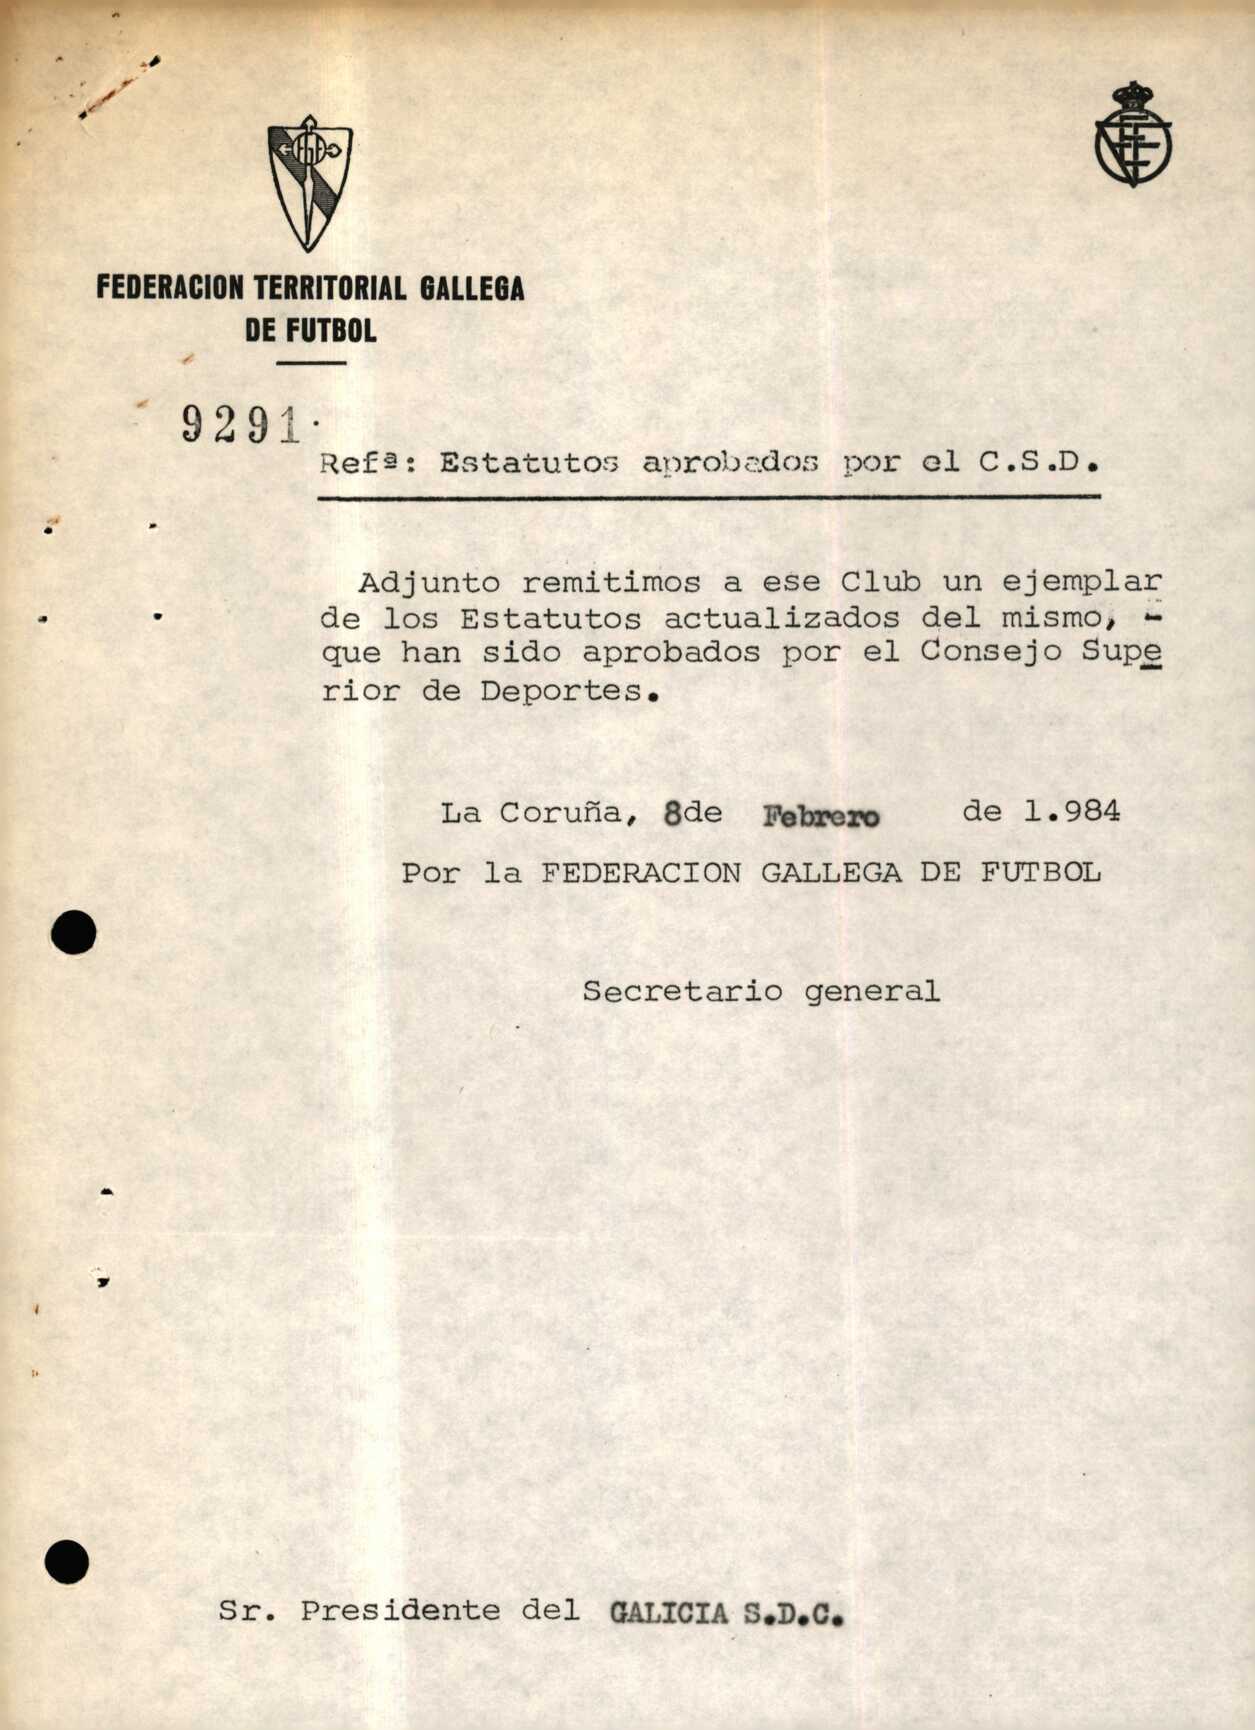 FGF
FEDERACION TERRITORIAL GALLEGA
DE FUTBOL
9291.
Refª: Estatutos aprobados por el C.S.D.
Adjunto remitimos a ese Club un ejemplar
de los Estatutos actualizados del mismo, -
que han sido aprobados por el Consejo Supe
rior de Deportes.
La Coruña, 8de Febrero de 1.984
Por la FEDERACION GALLEGA DE FUTBOL
Secretario general
Sr. Presidente del GALICIA S.D.C.